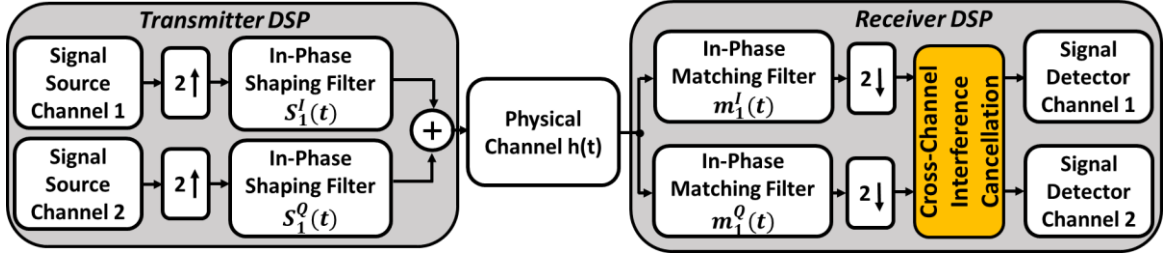 Transmitter DSP
Signal
Source
Channel 1
2↑
In-Phase
Shaping Filter
S₁ᴵ(t)
Signal
Source
Channel 2
2↑
In-Phase
Shaping Filter
S₁^Q(t)
+
Physical
Channel h(t)
Receiver DSP
In-Phase
Matching Filter
m₁ᴵ(t)
2↓
In-Phase
Matching Filter
m₁^Q(t)
2↓
Cross-Channel
Interference
Cancellation
Signal
Detector
Channel 1
Signal
Detector
Channel 2